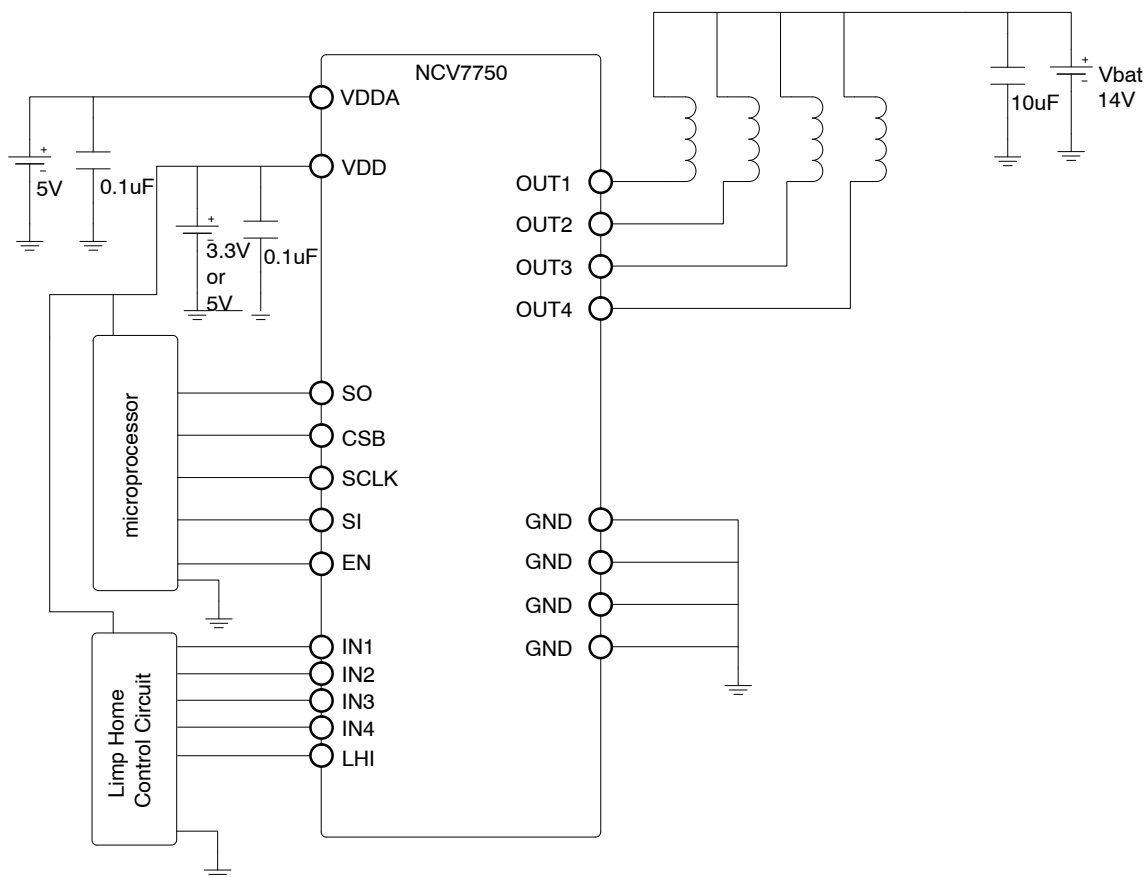 NCV7750
VDDA
VDD
5V
0.1uF
3.3V
or
5V
0.1uF
+
-
+
-
OUT1
OUT2
OUT3
OUT4
10uF
+
-
Vbat
14V
microprocessor
SO
CSB
SCLK
SI
EN
GND
GND
GND
GND
Limp Home
Control Circuit
IN1
IN2
IN3
IN4
LHI